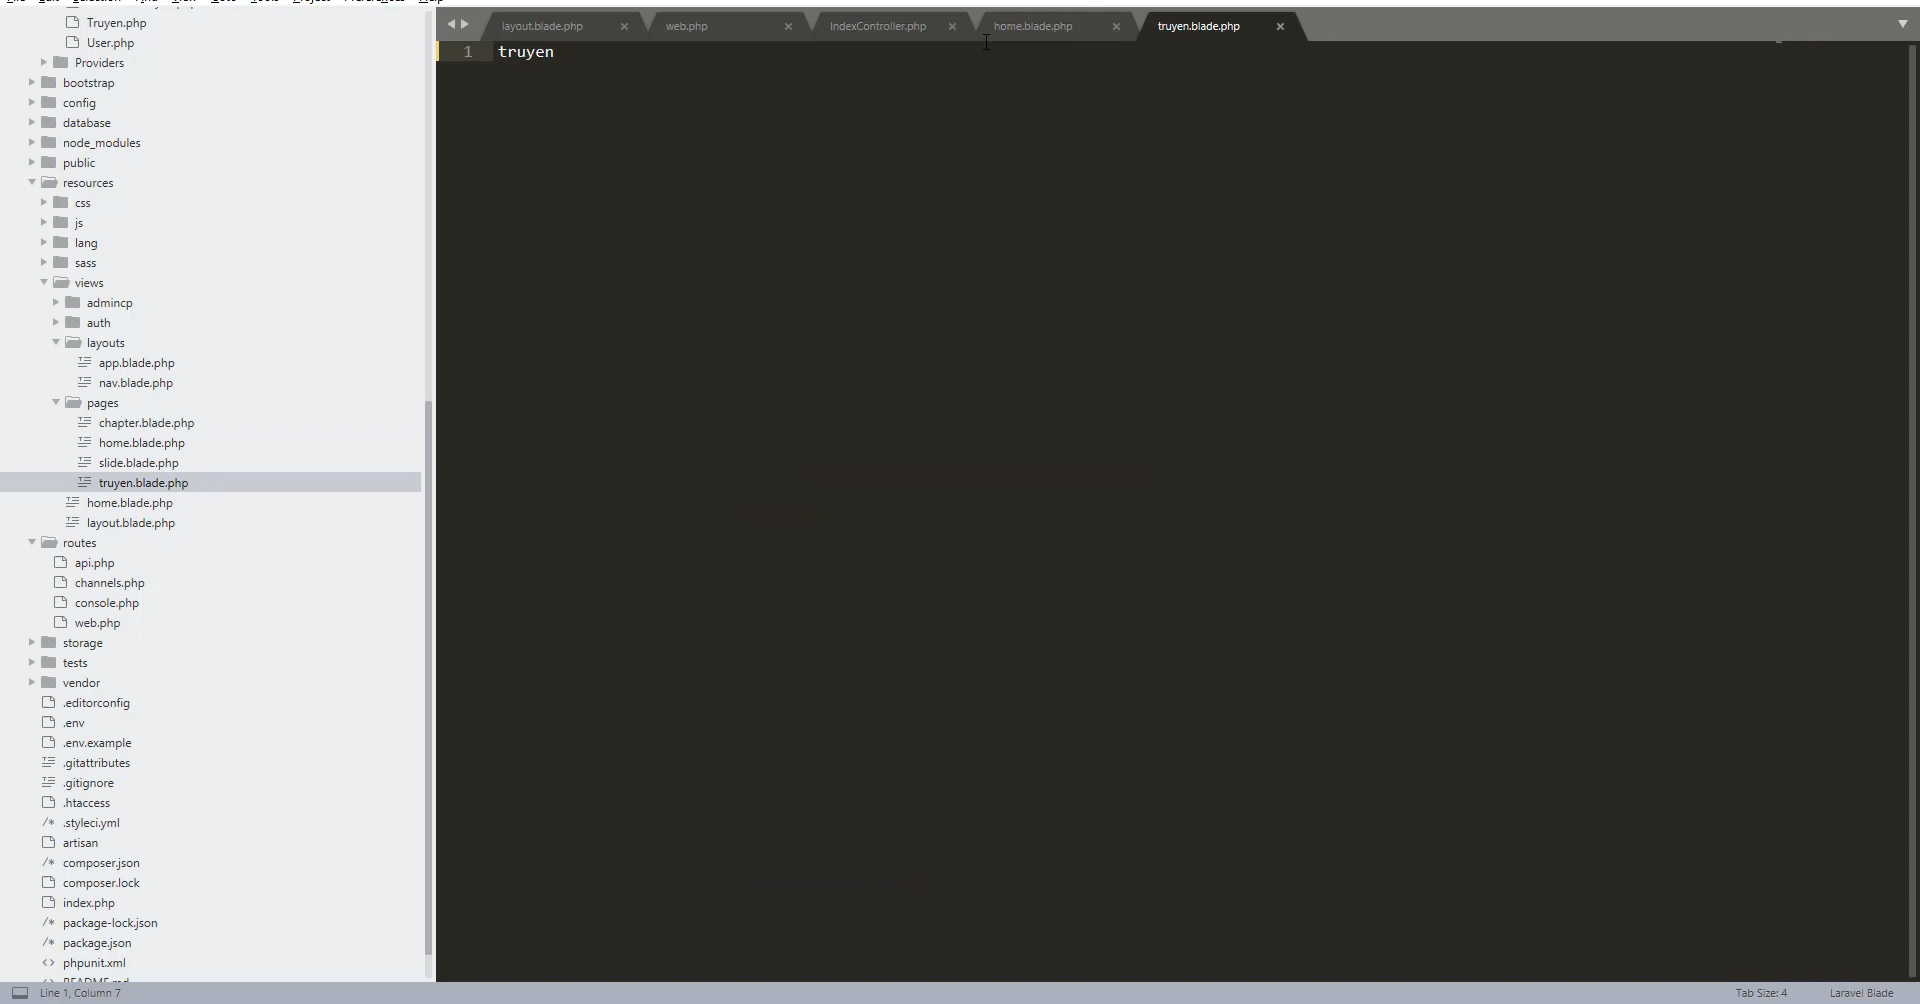 Truyen.php
User.php
Providers
bootstrap
config
database
node_modules
public
resources
css
js
lang
sass
views
admincp
auth
layouts
app.blade.php
nav.blade.php
pages
chapter.blade.php
home.blade.php
slide.blade.php
truyen.blade.php
home.blade.php
layout.blade.php
routes
api.php
channels.php
console.php
web.php
storage
tests
vendor
.editorconfig
.env
.env.example
.gitattributes
.gitignore
.htaccess
.styleci.yml
artisan
composer.json
composer.lock
index.php
package-lock.json
package.json
phpunit.xml
layout.blade.php
web.php
IndexController.php
home.blade.php
truyen.blade.php
1 truyen
Line 1, Column 7
Tab Size: 4
Laravel Blade